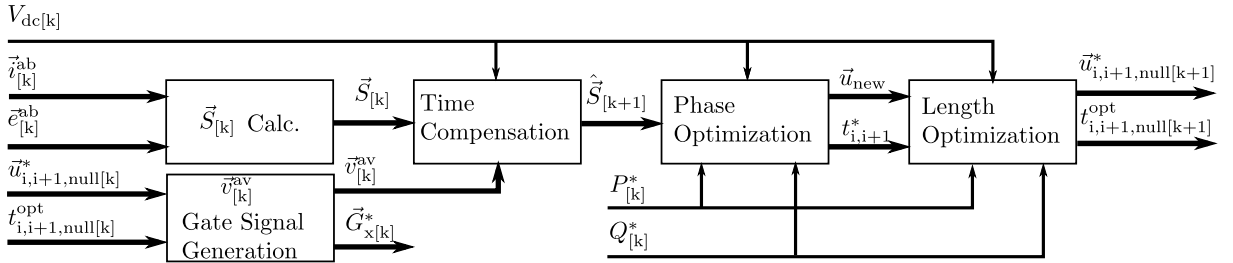 V_dc[k]
i⃗^ab_[k]
e⃗^ab_[k]
u⃗*_i,i+1,null[k]
t^opt_i,i+1,null[k]
S⃗_[k] Calc.
v⃗^av_[k]
Gate Signal
Generation
S⃗_[k]
v⃗^av_[k]
G⃗*_x[k]
Time
Compensation
Ŝ⃗_[k+1]
Phase
Optimization
P*_[k]
Q*_[k]
u⃗_new
t*_i,i+1
Length
Optimization
u⃗*_i,i+1,null[k+1]
t^opt_i,i+1,null[k+1]